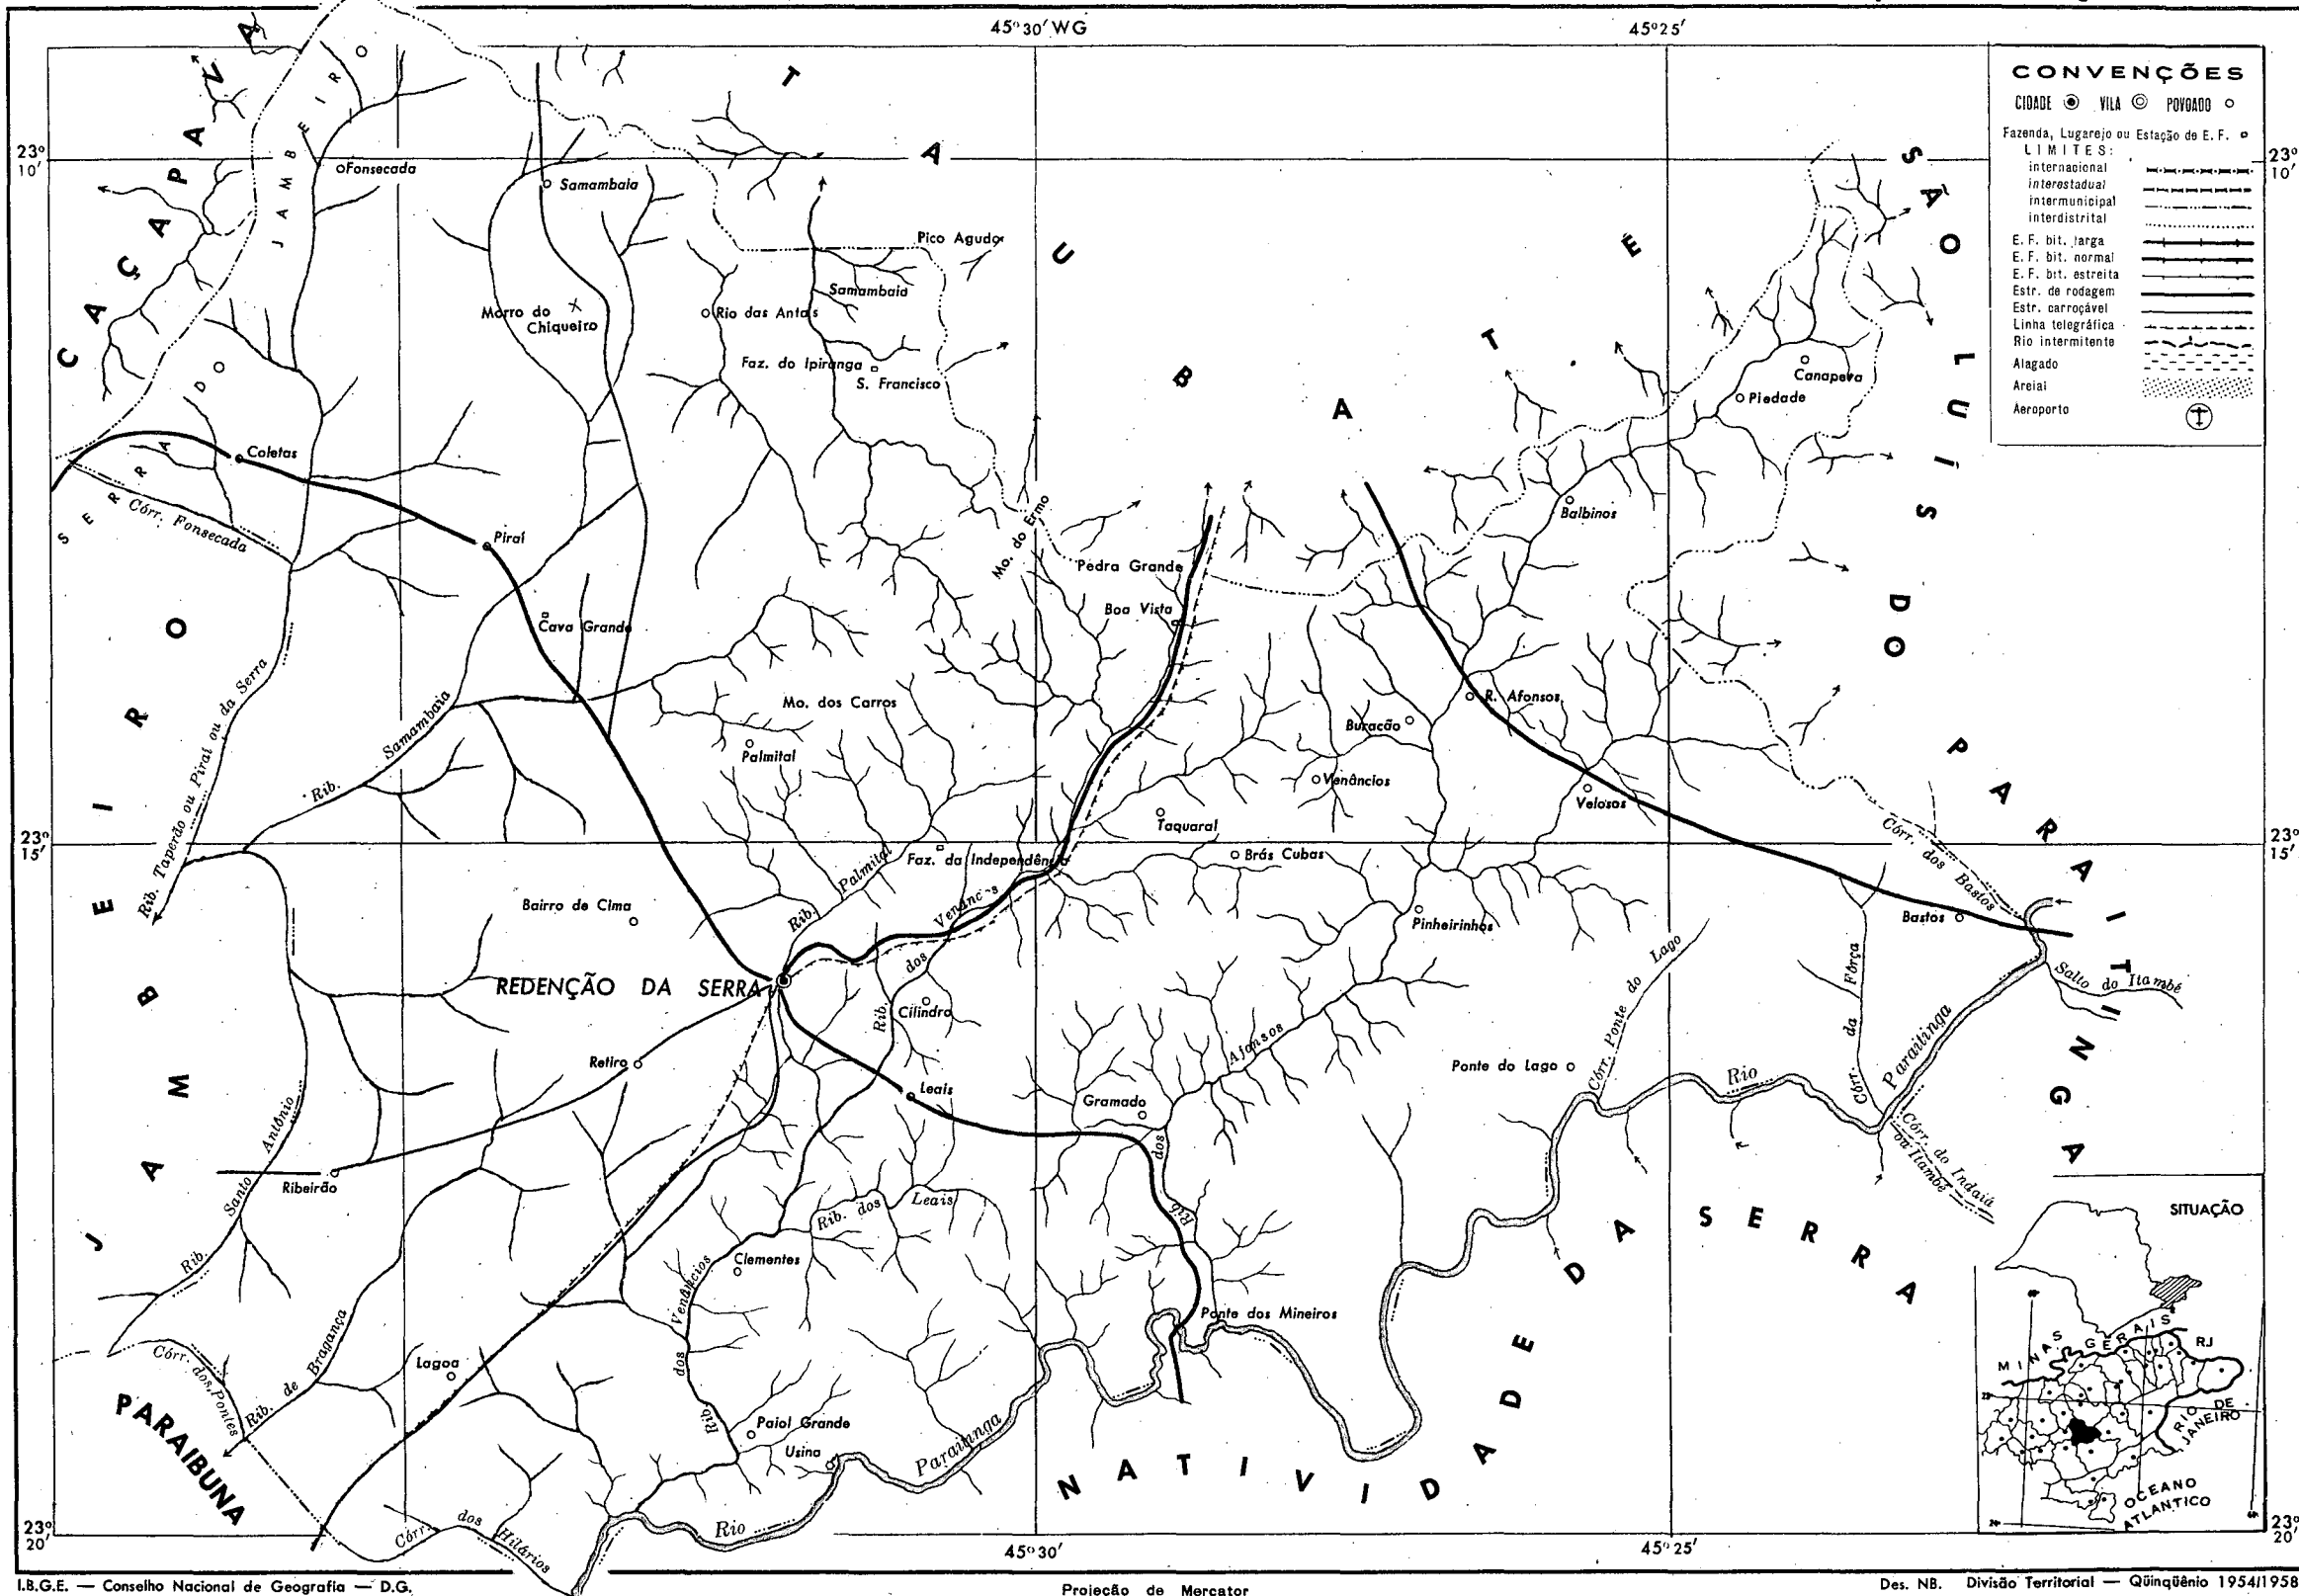 45°30′ WG
45°25′
CONVENÇÕES
CIDADE VILA POVOADO
Fazenda, Lugarejo ou Estação de E.F.
LIMITES:
internacional
interestadual
intermunicipal
interdistrital
E.F. bit. larga
E.F. bit. normal
E.F. bit. estreita
Estr. de rodagem
Estr. carroçável
Linha telegráfica
Rio intermitente
Alagado
Areial
Aeroporto
23°
10′
23°
10′
CAÇAPAVA
TAUBATÉ
SÃO LUÍS DO PARAITINGA
JAMBEIRO
SERRA DO JAMBEIRO
Fonsecada
Samambaia
Pico Agudo
Samambaia
Morro do
Chiqueiro
Rio das Antas
Faz. do Ipiranga
S. Francisco
Canapeva
Piedade
Coletas
Córr. Fonsecada
Piraí
Mo. do Ermo
Balbinos
Pedra Grande
Boa Vista
Cava Grande
Rib. Taperão ou Piraí ou da Serra
Rib. Samambaia
Mo. dos Carros
Palmital
Buracão
R. Afonsos
Venâncios
Velosos
Taquaral
23°
15′
23°
15′
Córr. dos Bastos
Faz. da Independência
Brás Cubas
Rib. Palmital
Bairro de Cima
Pinheirinhos
Bastos
REDENÇÃO DA SERRA
Rib. dos Venâncios
Cilindro
Córr. Ponte do Lago
Córr. da Fôrça
Salto do Itambé
Retiro
Leais
Rib. dos Afonsos
Ponte do Lago
Rio Paraitinga
Gramado
Córr. do Indaiá
ou Itambé
Ribeirão
Rib. Santo Antônio
Rib. dos Leais
Clementes
Rib. dos Venâncios
Ponte dos Mineiros
NATIVIDADE DA SERRA
Lagoa
Rib. de Bragança
Córr. dos Pontes
PARAIBUNA
Paiol Grande
Usina
Rio Paraitinga
Córr. dos Hilários
SITUAÇÃO
MINAS GERAIS
RJ
RIO DE
JANEIRO
OCEANO
ATLANTICO
23°
20′
45°30′
45°25′
23°
20′
I.B.G.E. — Conselho Nacional de Geografia — D.G.
Projeção de Mercator
Des. NB. Divisão Territorial — Qüinqüênio 1954/1958